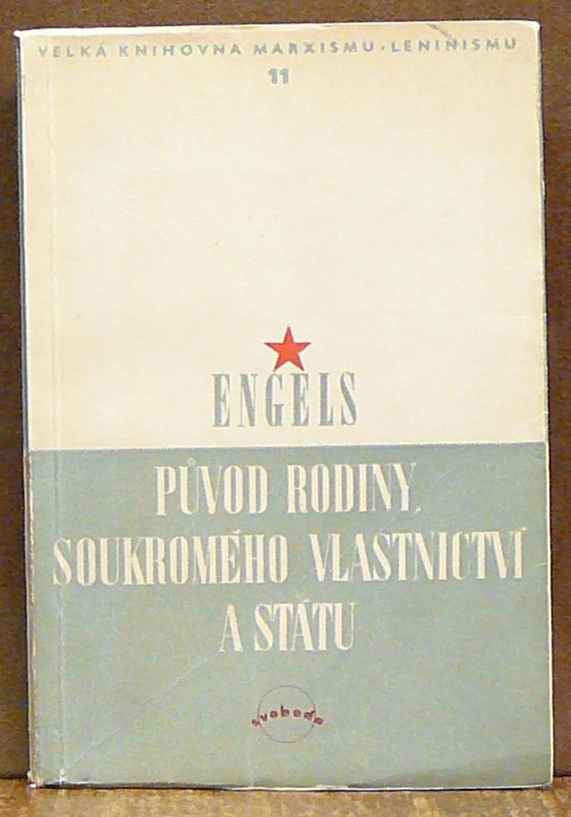 VELKÁ KNIHOVNA MARXISMU-LENINISMU
11
ENGELS
PŮVOD RODINY,
SOUKROMÉHO VLASTNICTVÍ
A STÁTU
svoboda